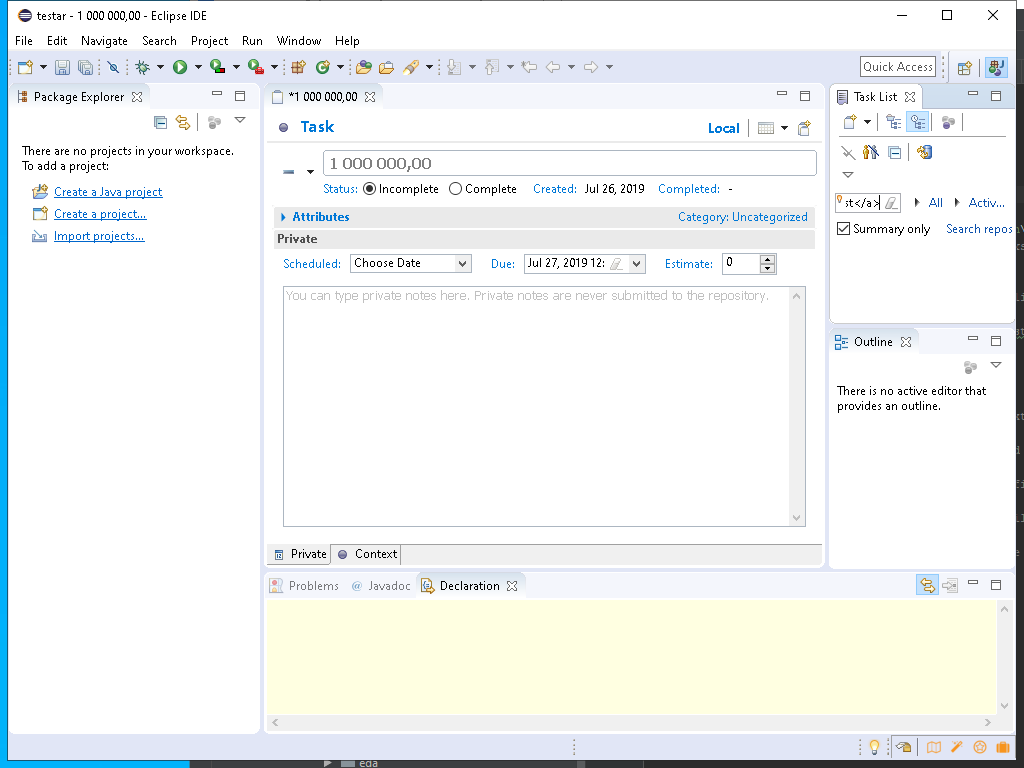 testar - 1 000 000,00 - Eclipse IDE
File Edit Navigate Search Project Run Window Help
Quick Access
Package Explorer
There are no projects in your workspace.
To add a project:
Create a Java project
Create a project...
Import projects...
*1 000 000,00
Task
Local
1 000 000,00
Status: Incomplete Complete Created: Jul 26, 2019 Completed: -
Attributes Category: Uncategorized
Private
Scheduled: Choose Date Due: Jul 27, 2019 12: Estimate: 0
You can type private notes here. Private notes are never submitted to the repository.
Private Context
Task List
st</a> All Activ...
Summary only Search repos
Outline
There is no active editor that
provides an outline.
Problems @ Javadoc Declaration
eda